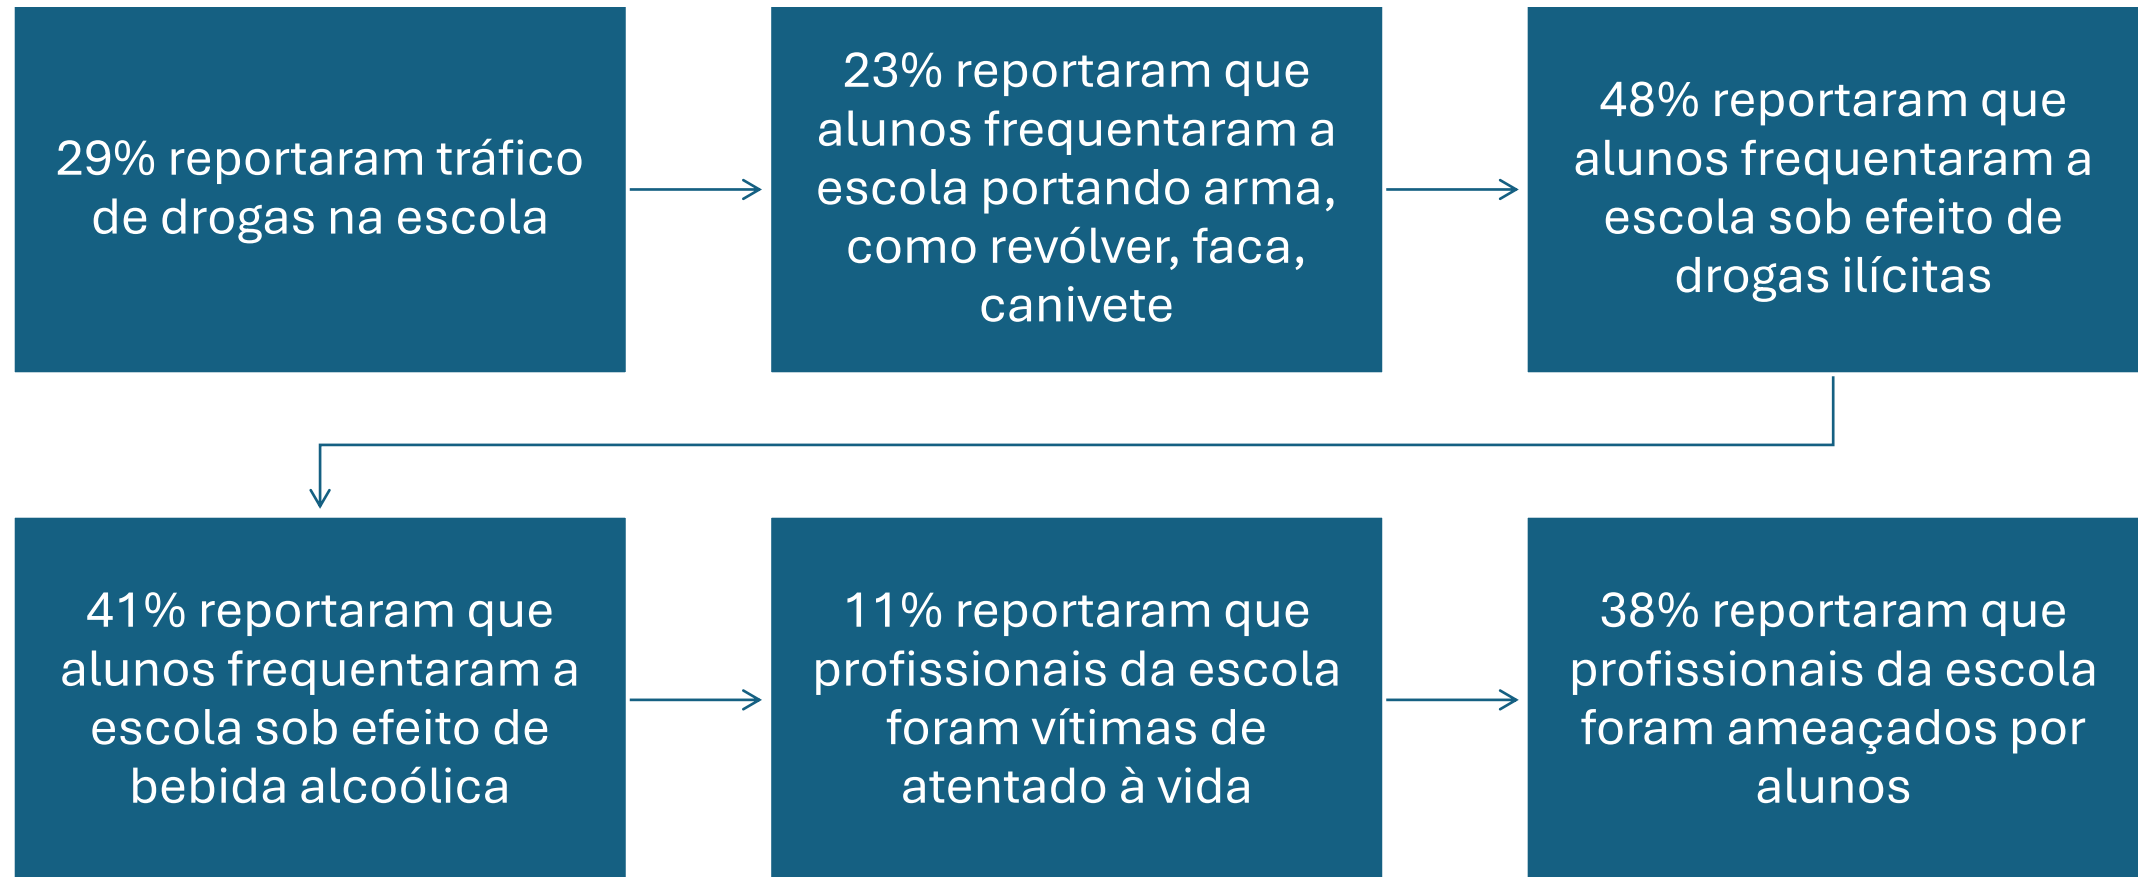 29% reportaram tráfico
de drogas na escola
23% reportaram que
alunos frequentaram a
escola portando arma,
como revólver, faca,
canivete
48% reportaram que
alunos frequentaram a
escola sob efeito de
drogas ilícitas
41% reportaram que
alunos frequentaram a
escola sob efeito de
bebida alcoólica
11% reportaram que
profissionais da escola
foram vítimas de
atentado à vida
38% reportaram que
profissionais da escola
foram ameaçados por
alunos